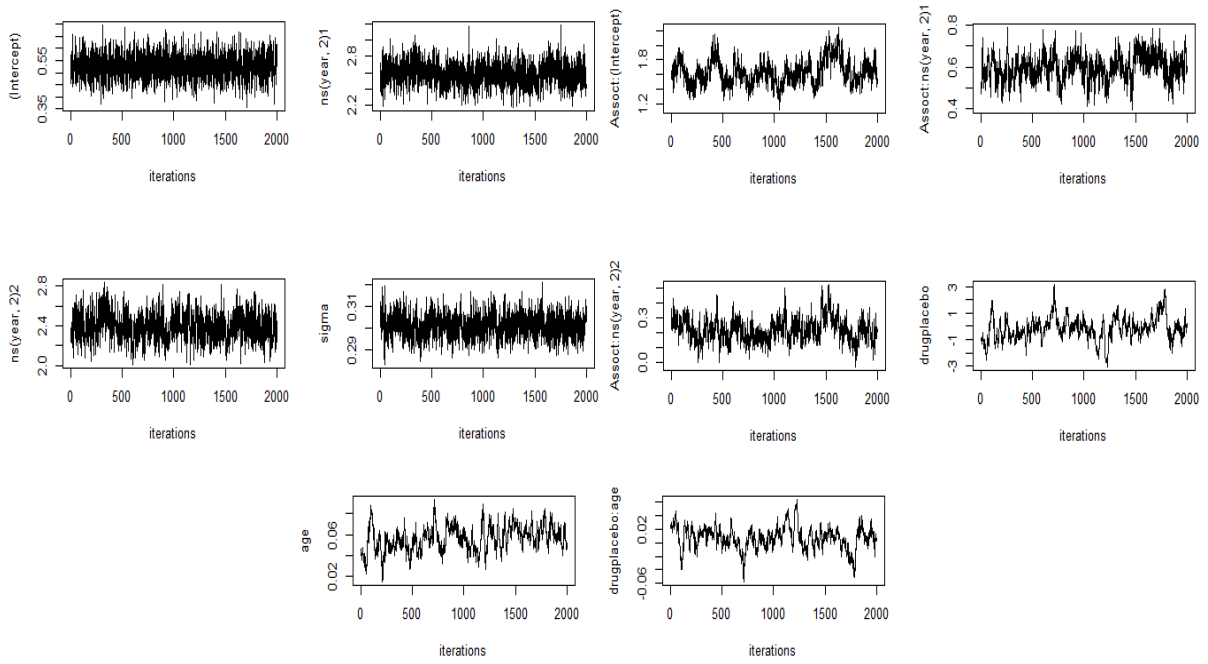 (Intercept)
0.35 0.55
0 500 1000 1500 2000
iterations
ns(year, 2)1
2.2 2.8
0 500 1000 1500 2000
iterations
Assoct:(Intercept)
1.2 1.8
0 500 1000 1500 2000
iterations
Assoct:ns(year, 2)1
0.4 0.6 0.8
0 500 1000 1500 2000
iterations
ns(year, 2)2
2.0 2.4 2.8
0 500 1000 1500 2000
iterations
sigma
0.29 0.31
0 500 1000 1500 2000
iterations
Assoct:ns(year, 2)2
0.0 0.3
0 500 1000 1500 2000
iterations
drugplacebo
-3 -1 1 3
0 500 1000 1500 2000
iterations
age
0.02 0.06
0 500 1000 1500 2000
iterations
drugplacebo:age
-0.06 0.02
0 500 1000 1500 2000
iterations